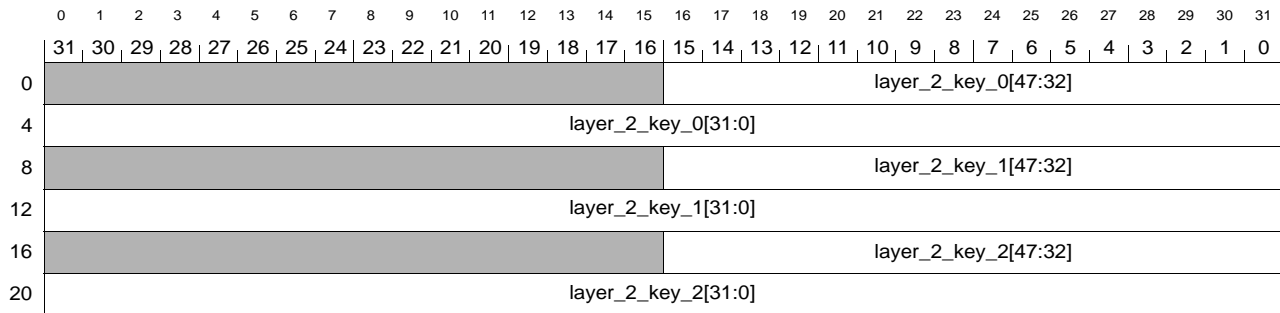 0 1 2 3 4 5 6 7 8 9 10 11 12 13 14 15 16 17 18 19 20 21 22 23 24 25 26 27 28 29 30 31
31 30 29 28 27 26 25 24 23 22 21 20 19 18 17 16 15 14 13 12 11 10 9 8 7 6 5 4 3 2 1 0
0 layer_2_key_0[47:32]
4 layer_2_key_0[31:0]
8 layer_2_key_1[47:32]
12 layer_2_key_1[31:0]
16 layer_2_key_2[47:32]
20 layer_2_key_2[31:0]